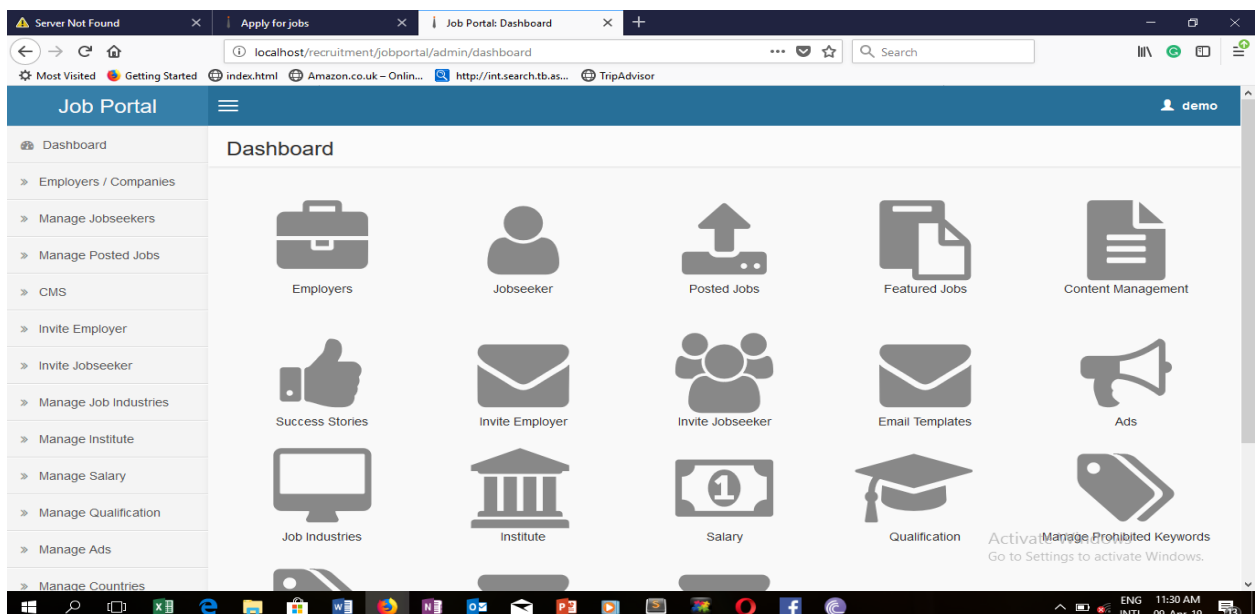 Server Not Found
Apply for jobs
Job Portal: Dashboard
localhost/recruitment/jobportal/admin/dashboard
Search
Most Visited Getting Started index.html Amazon.co.uk – Onlin... http://int.search.tb.as... TripAdvisor
Job Portal
demo
Dashboard
Employers / Companies
Manage Jobseekers
Manage Posted Jobs
CMS
Invite Employer
Invite Jobseeker
Manage Job Industries
Manage Institute
Manage Salary
Manage Qualification
Manage Ads
Manage Countries
Dashboard
Employers Jobseeker Posted Jobs Featured Jobs Content Management
Success Stories Invite Employer Invite Jobseeker Email Templates Ads
1
Job Industries Institute Salary Qualification Manage Prohibited Keywords
Activate Windows
Go to Settings to activate Windows.
ENG 11:30 AM
INTL 09-Apr-19